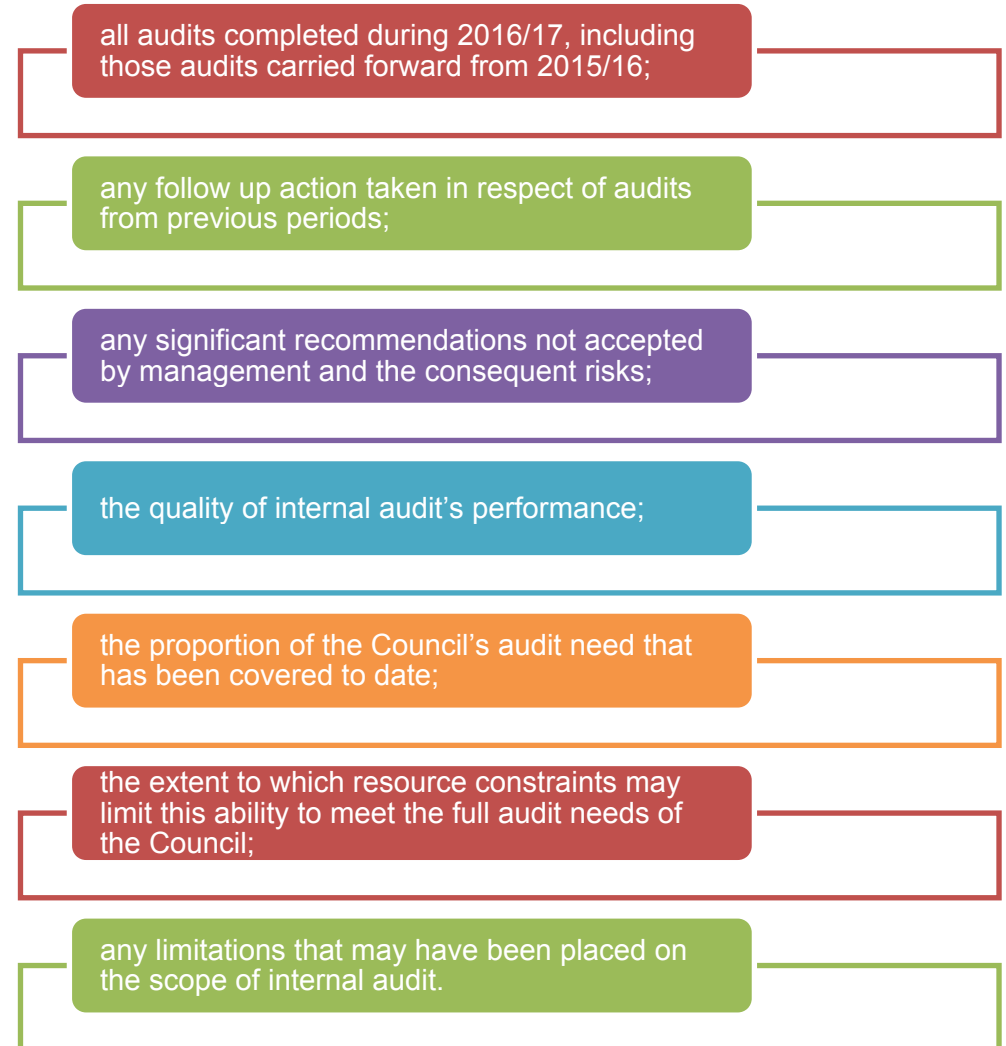 all audits completed during 2016/17, including
those audits carried forward from 2015/16;
any follow up action taken in respect of audits
from previous periods;
any significant recommendations not accepted
by management and the consequent risks;
the quality of internal audit’s performance;
the proportion of the Council’s audit need that
has been covered to date;
the extent to which resource constraints may
limit this ability to meet the full audit needs of
the Council;
any limitations that may have been placed on
the scope of internal audit.